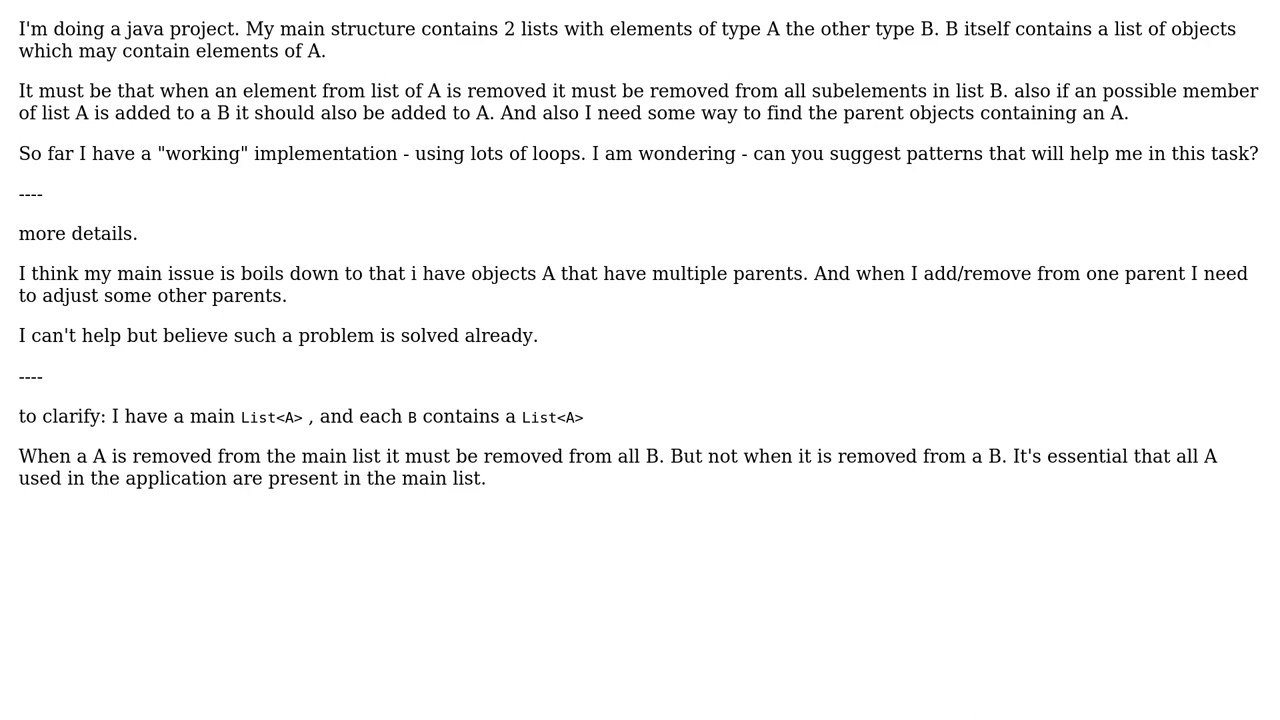 I'm doing a java project. My main structure contains 2 lists with elements of type A the other type B. B itself contains a list of objects
which may contain elements of A.
It must be that when an element from list of A is removed it must be removed from all subelements in list B. also if an possible member
of list A is added to a B it should also be added to A. And also I need some way to find the parent objects containing an A.
So far I have a "working" implementation - using lots of loops. I am wondering - can you suggest patterns that will help me in this task?
----
more details.
I think my main issue is boils down to that i have objects A that have multiple parents. And when I add/remove from one parent I need
to adjust some other parents.
I can't help but believe such a problem is solved already.
----
to clarify: I have a main List<A> , and each B contains a List<A>
When a A is removed from the main list it must be removed from all B. But not when it is removed from a B. It's essential that all A
used in the application are present in the main list.